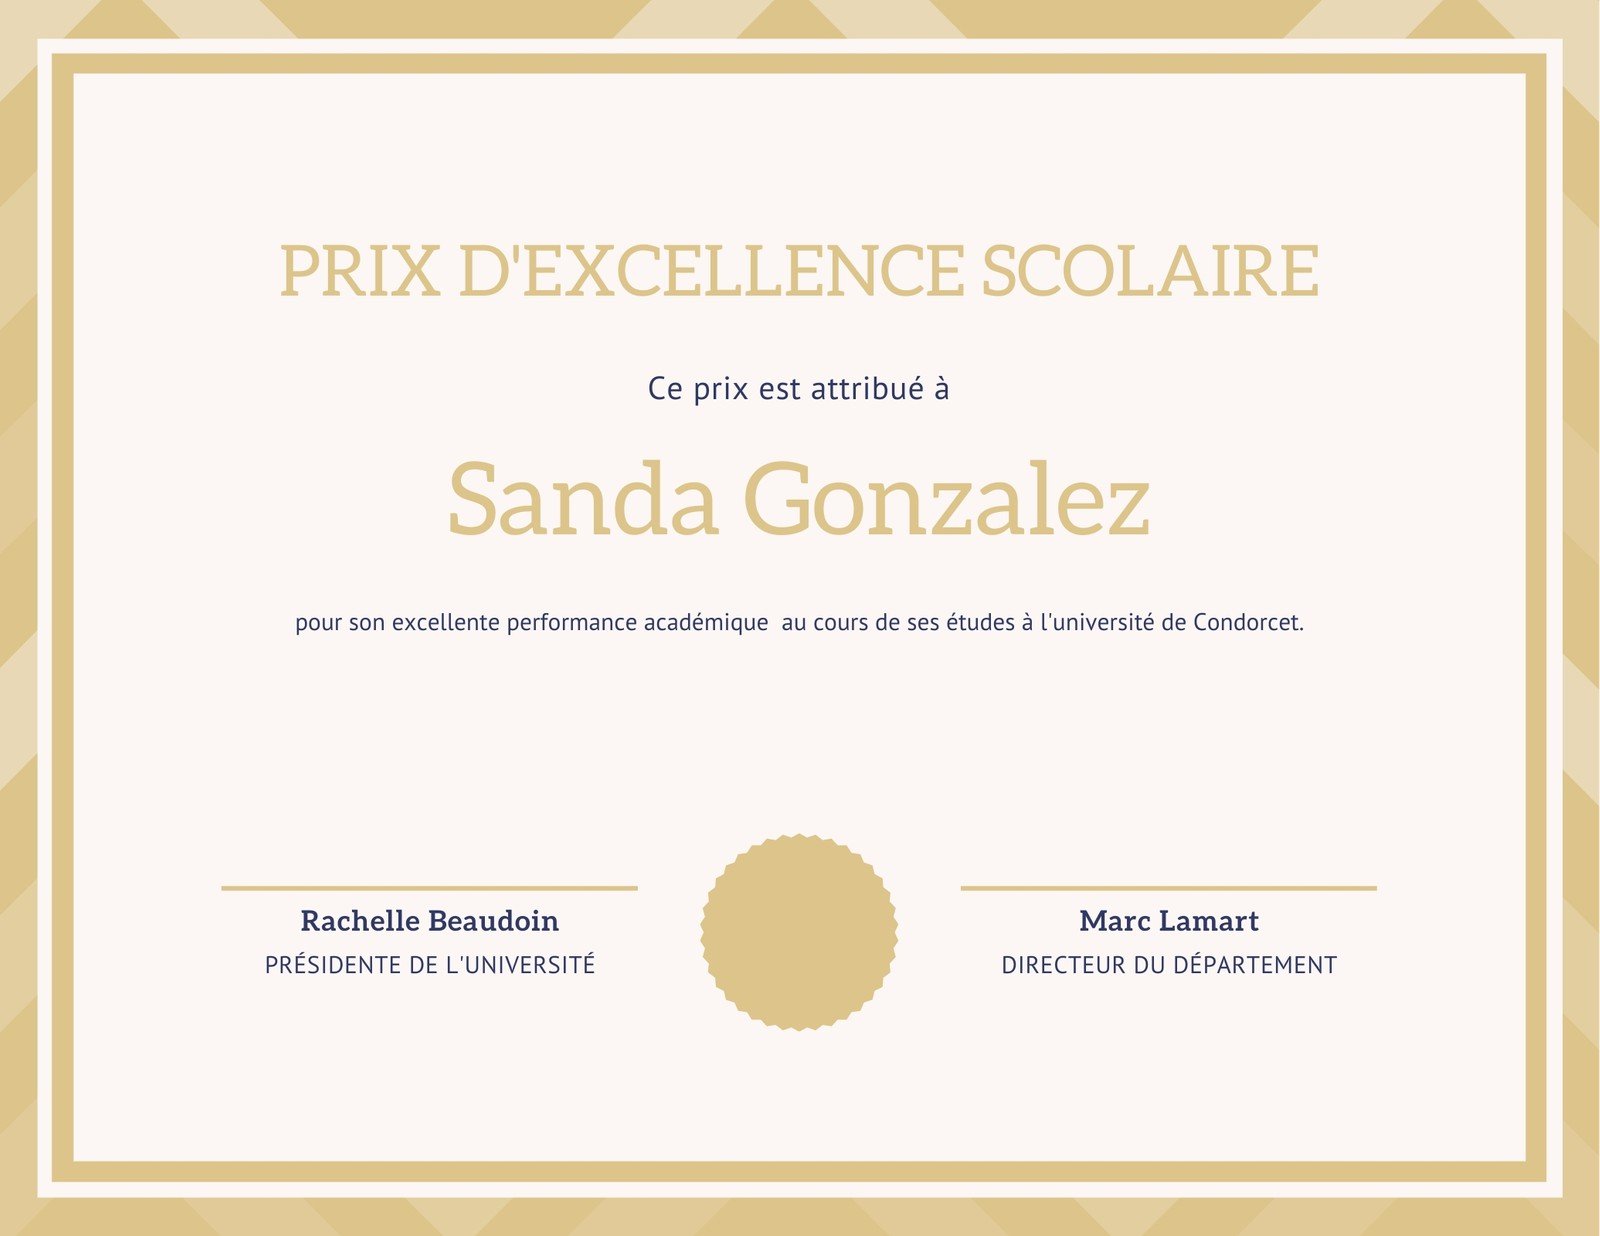 PRIX D'EXCELLENCE SCOLAIRE
Ce prix est attribué à
Sanda Gonzalez
pour son excellente performance académique  au cours de ses études à l'université de Condorcet.
Rachelle Beaudoin
PRÉSIDENTE DE L'UNIVERSITÉ
Marc Lamart
DIRECTEUR DU DÉPARTEMENT